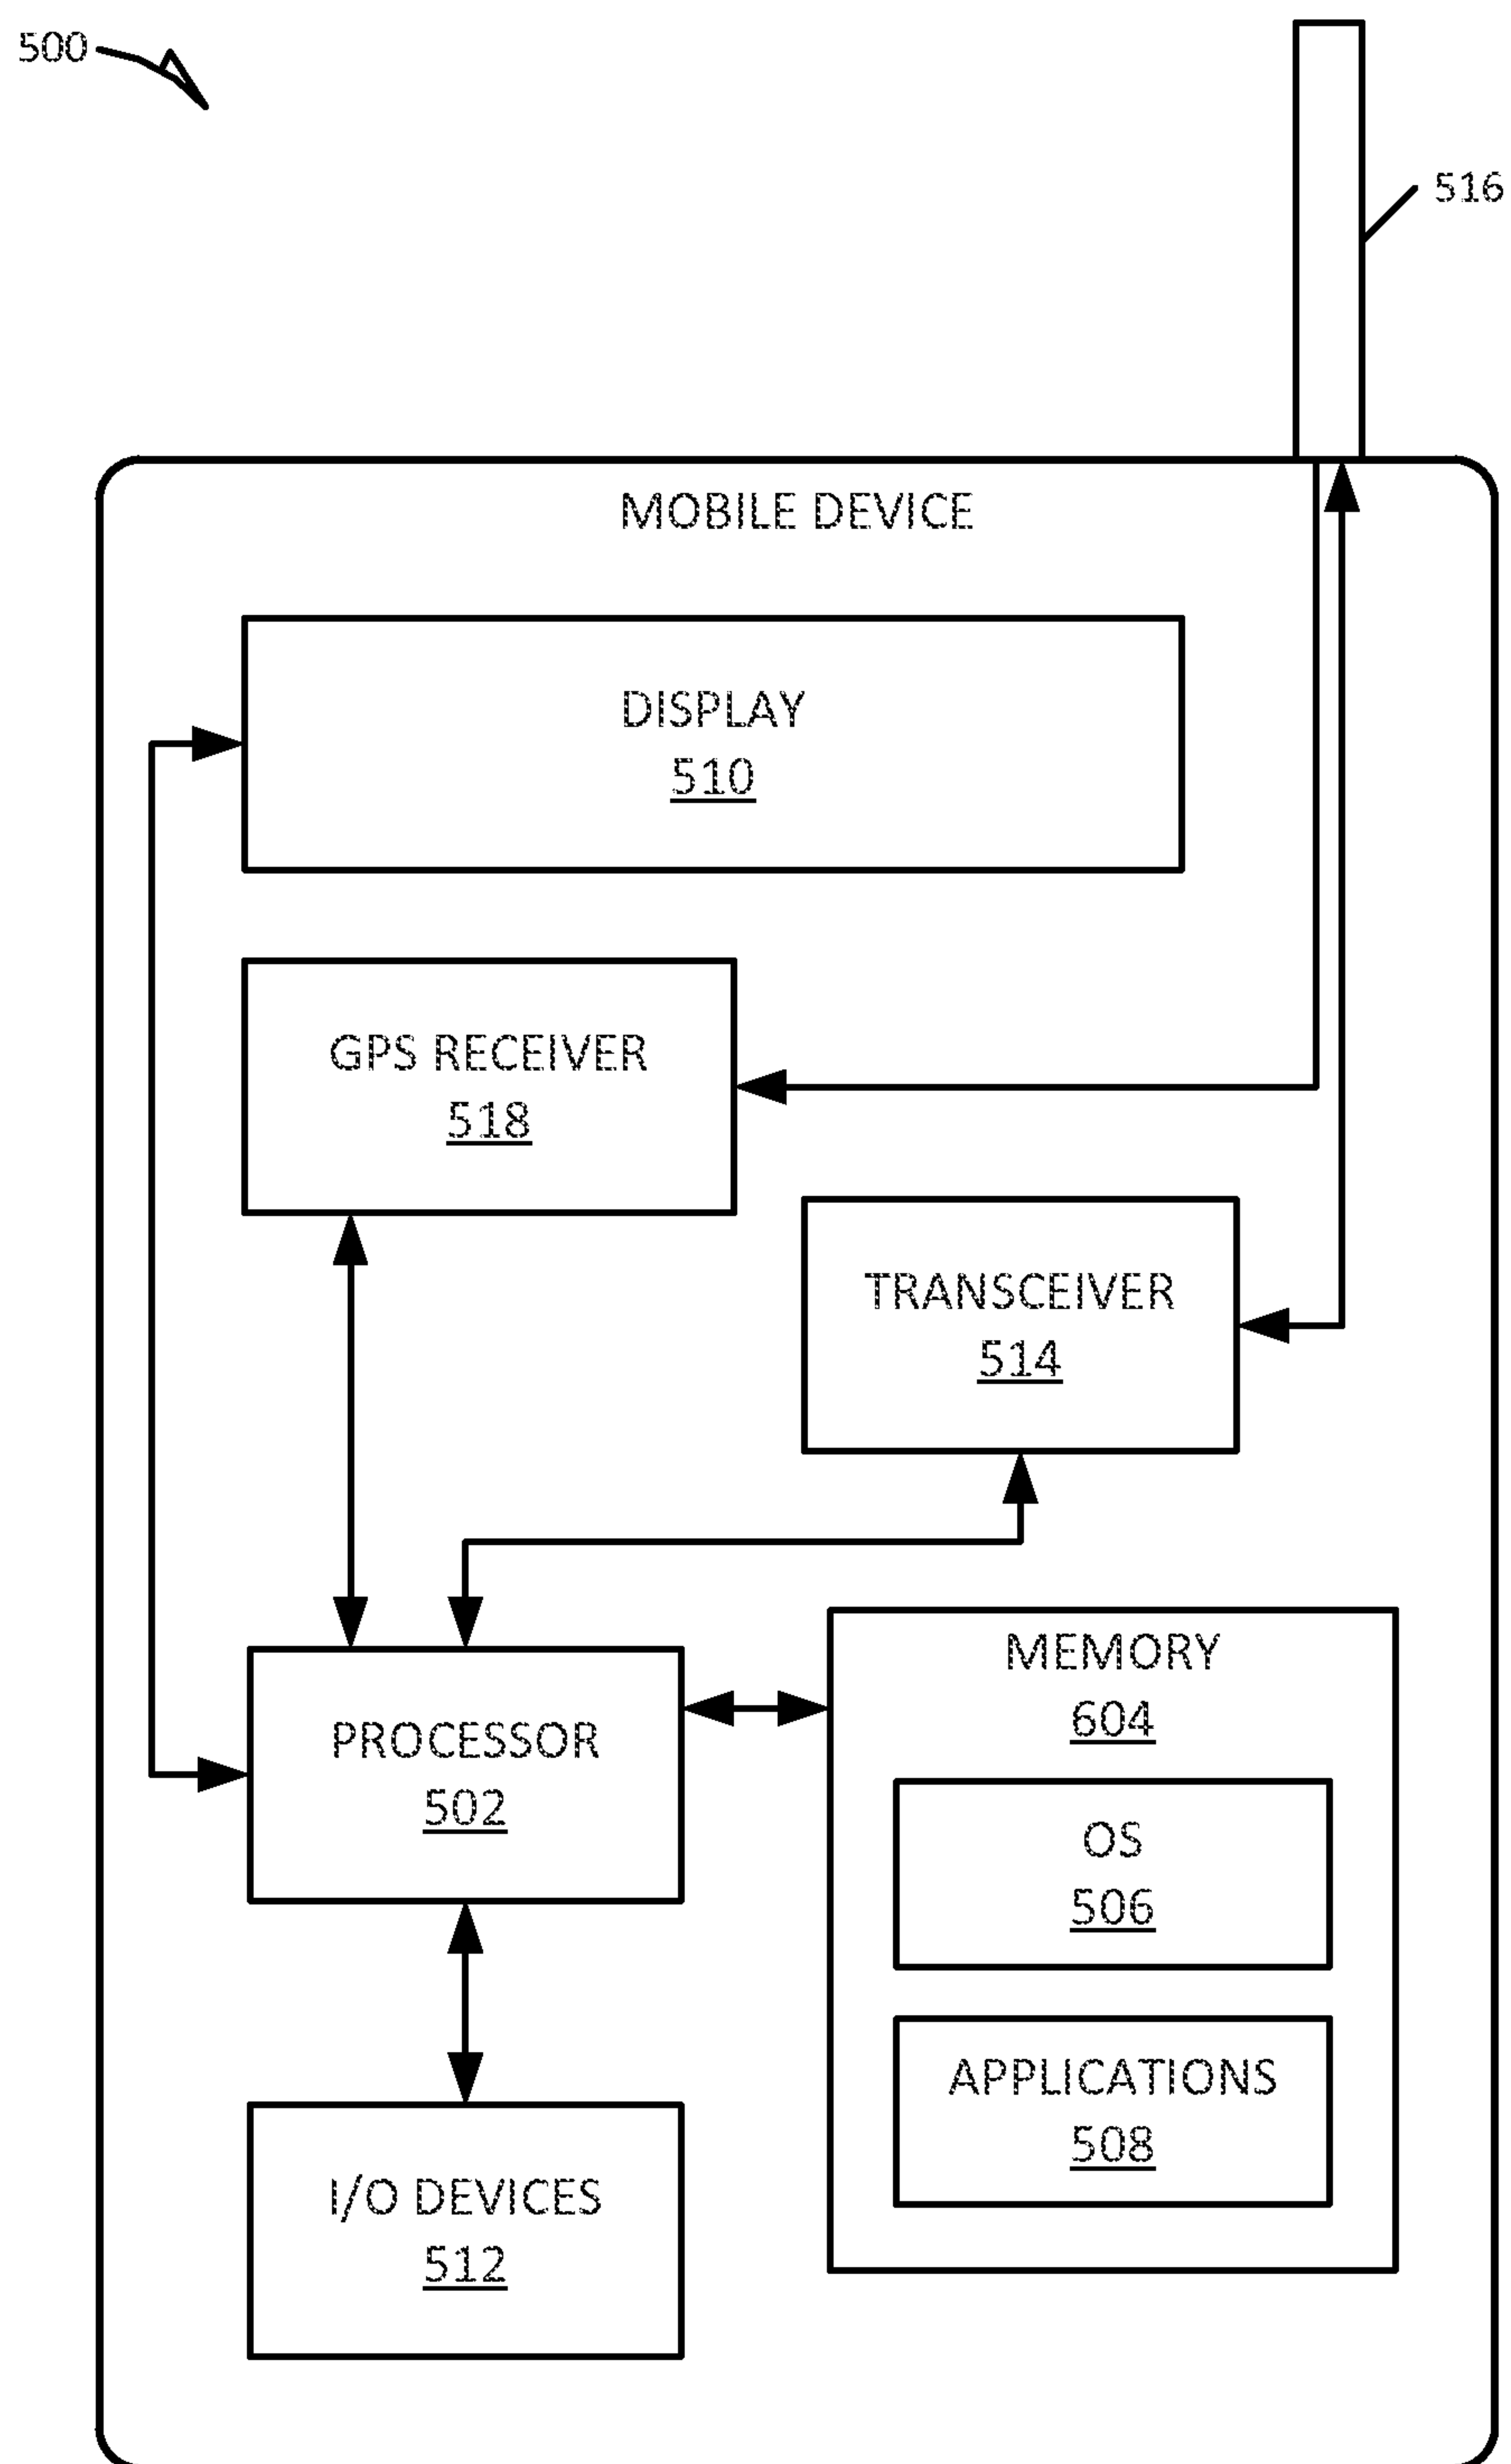 500
516
MOBILE DEVICE
DISPLAY
510
GPS RECEIVER
518
TRANSCEIVER
514
PROCESSOR
502
MEMORY
604
OS
506
APPLICATIONS
508
I/O DEVICES
512